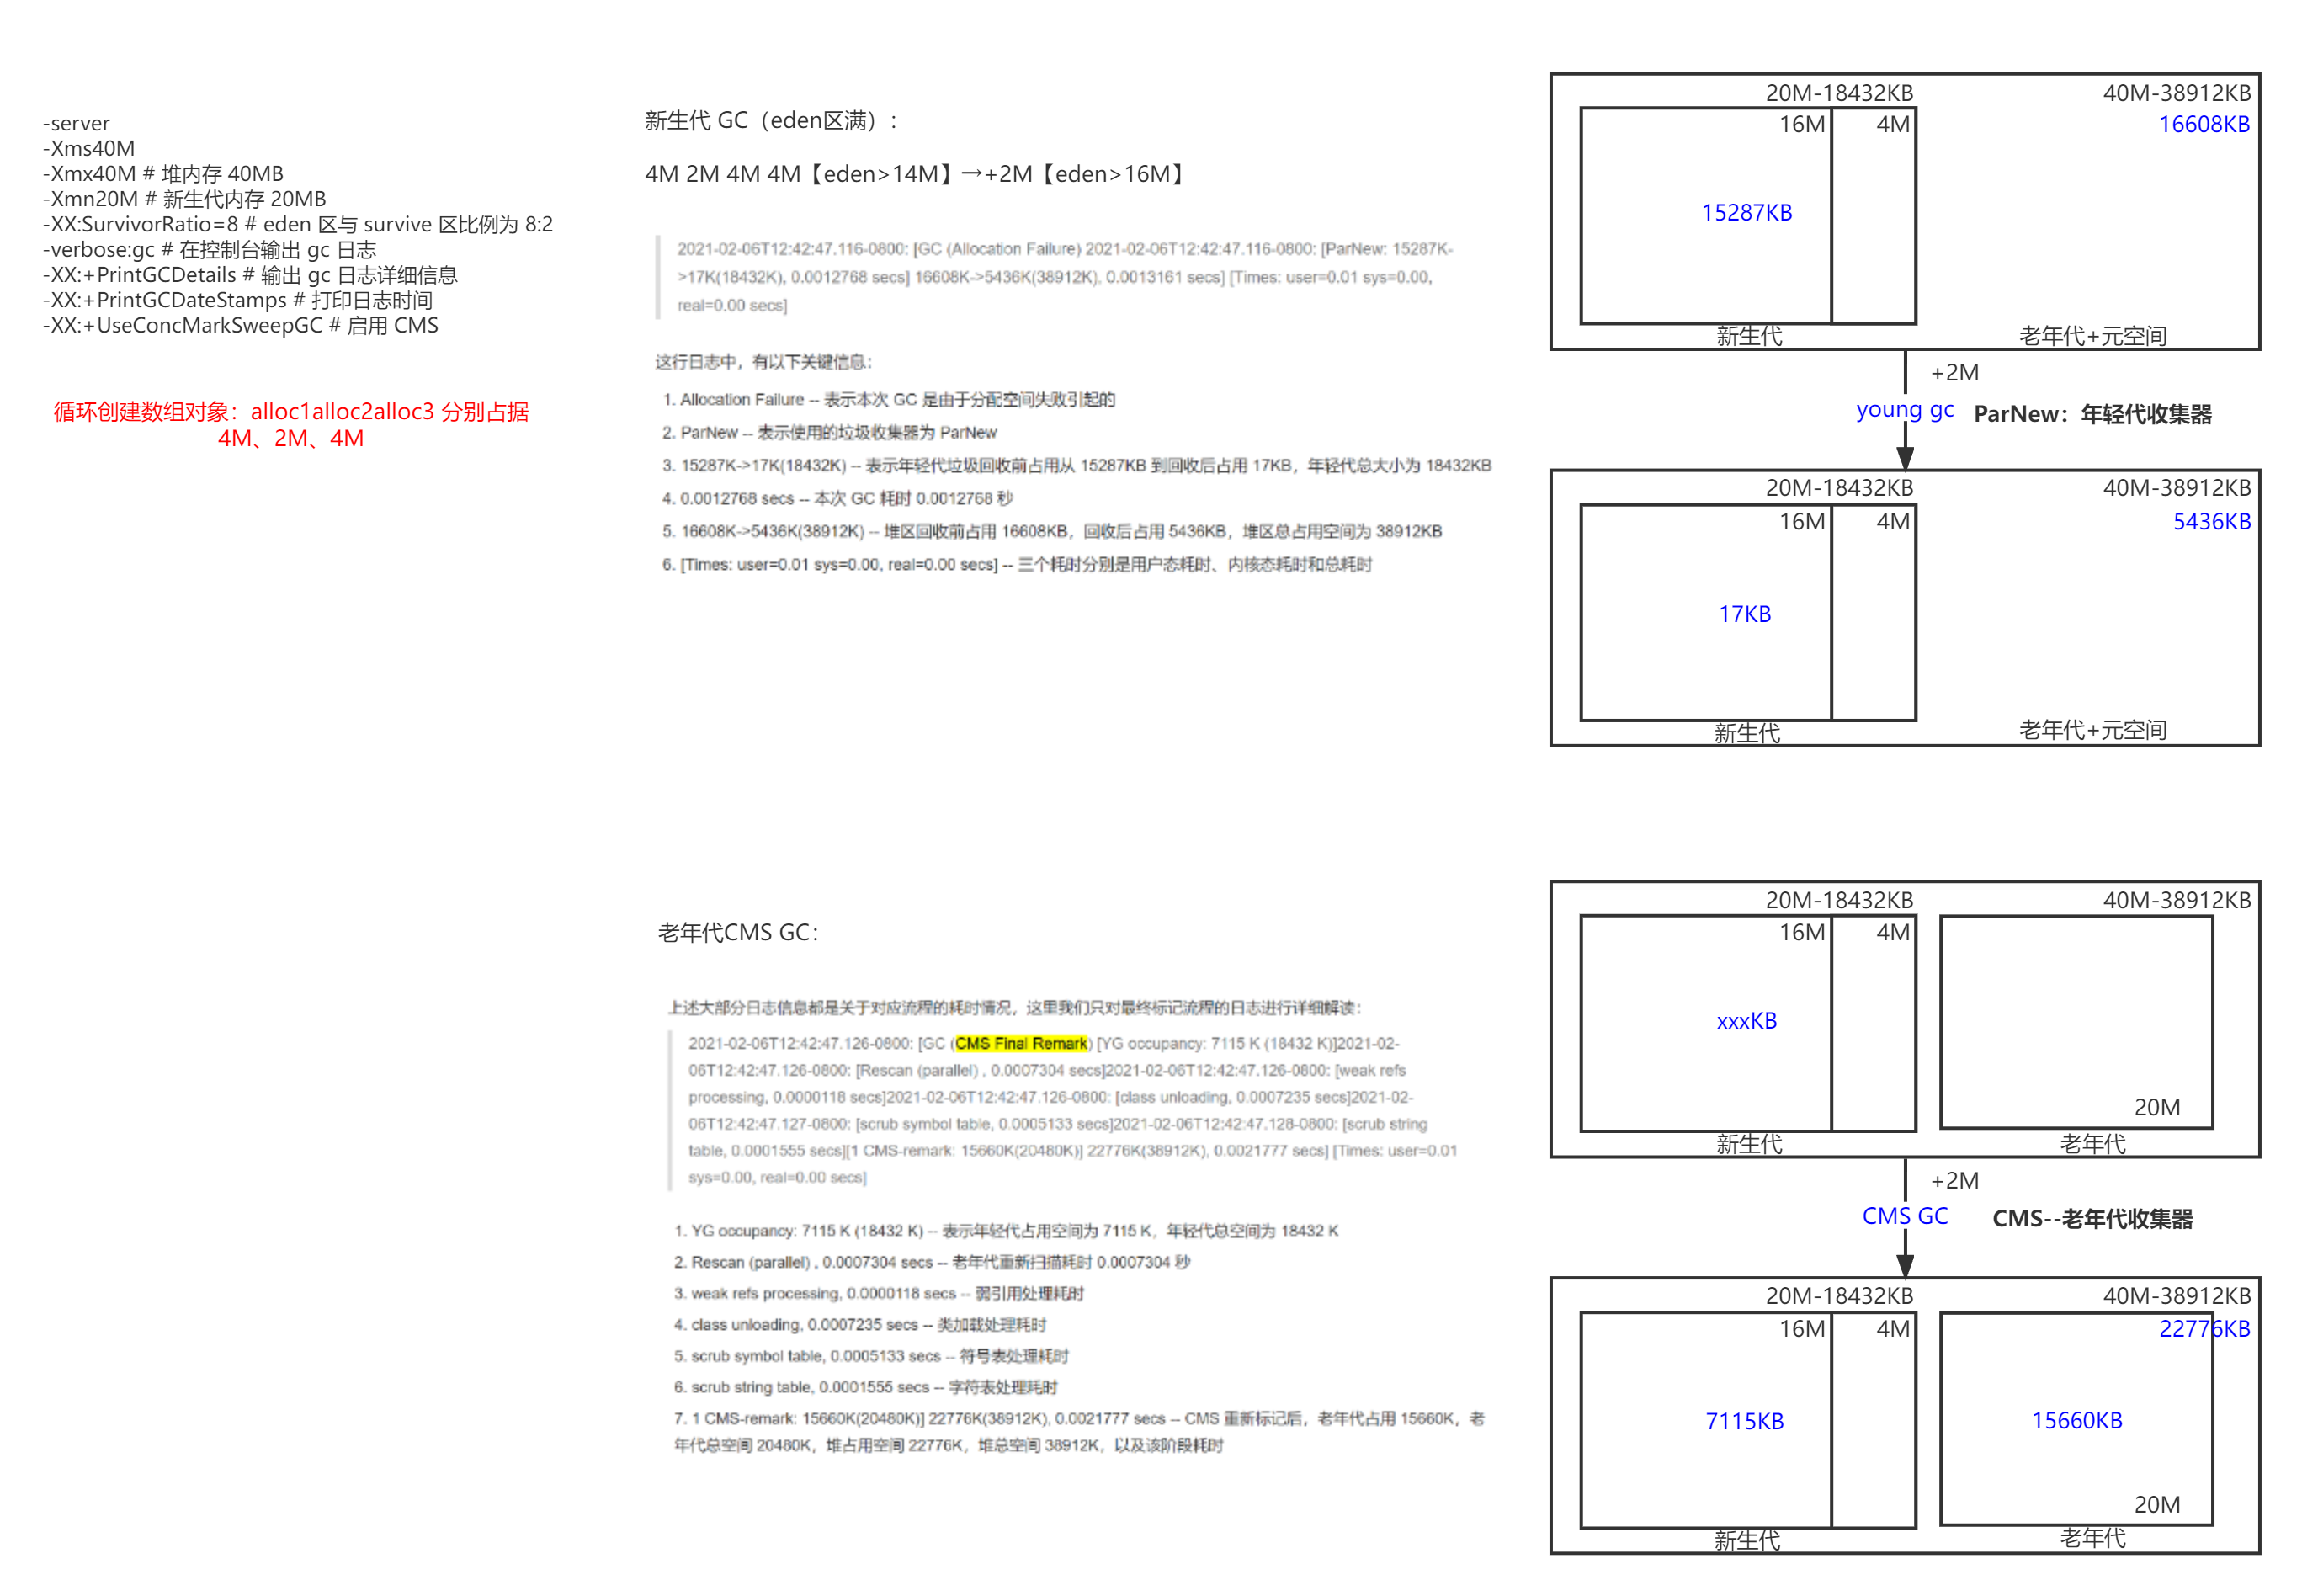 -server
-Xms40M
-Xmx40M # 堆内存 40MB
-Xmn20M # 新生代内存 20MB
-XX:SurvivorRatio=8 # eden 区与 survive 区比例为 8:2
-verbose:gc # 在控制台输出 gc 日志
-XX:+PrintGCDetails # 输出 gc 日志详细信息
-XX:+PrintGCDateStamps # 打印日志时间
-XX:+UseConcMarkSweepGC # 启用 CMS
循环创建数组对象：alloc1alloc2alloc3 分别占据
4M、2M、4M
新生代 GC（eden区满）：
4M 2M 4M 4M【eden>14M】→+2M【eden>16M】
2021-02-06T12:42:47.116-0800: [GC (Allocation Failure) 2021-02-06T12:42:47.116-0800: [ParNew: 15287K-
>17K(18432K), 0.0012768 secs] 16608K->5436K(38912K), 0.0013161 secs] [Times: user=0.01 sys=0.00,
real=0.00 secs]
这行日志中，有以下关键信息：
1. Allocation Failure -- 表示本次 GC 是由于分配空间失败引起的
2. ParNew -- 表示使用的垃圾收集器为 ParNew
3. 15287K->17K(18432K) -- 表示年轻代垃圾回收前占用从 15287KB 到回收后占用 17KB，年轻代总大小为 18432KB
4. 0.0012768 secs -- 本次 GC 耗时 0.0012768 秒
5. 16608K->5436K(38912K) -- 堆区回收前占用 16608KB，回收后占用 5436KB，堆区总占用空间为 38912KB
6. [Times: user=0.01 sys=0.00, real=0.00 secs] -- 三个耗时分别是用户态耗时、内核态耗时和总耗时
20M-18432KB
40M-38912KB
16M
4M
16608KB
15287KB
新生代
老年代+元空间
+2M
young gc
ParNew：年轻代收集器
20M-18432KB
40M-38912KB
16M
4M
5436KB
17KB
新生代
老年代+元空间
老年代CMS GC：
上述大部分日志信息都是关于对应流程的耗时情况，这里我们只对最终标记流程的日志进行详细解读：
2021-02-06T12:42:47.126-0800: [GC (CMS Final Remark) [YG occupancy: 7115 K (18432 K)]2021-02-
06T12:42:47.126-0800: [Rescan (parallel) , 0.0007304 secs]2021-02-06T12:42:47.126-0800: [weak refs
processing, 0.0000118 secs]2021-02-06T12:42:47.126-0800: [class unloading, 0.0007235 secs]2021-02-
06T12:42:47.127-0800: [scrub symbol table, 0.0005133 secs]2021-02-06T12:42:47.128-0800: [scrub string
table, 0.0001555 secs][1 CMS-remark: 15660K(20480K)] 22776K(38912K), 0.0021777 secs] [Times: user=0.01
sys=0.00, real=0.00 secs]
1. YG occupancy: 7115 K (18432 K) -- 表示年轻代占用空间为 7115 K，年轻代总空间为 18432 K
2. Rescan (parallel) , 0.0007304 secs -- 老年代重新扫描耗时 0.0007304 秒
3. weak refs processing, 0.0000118 secs -- 弱引用处理耗时
4. class unloading, 0.0007235 secs -- 类加载处理耗时
5. scrub symbol table, 0.0005133 secs -- 符号表处理耗时
6. scrub string table, 0.0001555 secs -- 字符表处理耗时
7. 1 CMS-remark: 15660K(20480K)] 22776K(38912K), 0.0021777 secs -- CMS 重新标记后，老年代占用 15660K，老
年代总空间 20480K，堆占用空间 22776K，堆总空间 38912K，以及该阶段耗时
20M-18432KB
40M-38912KB
16M
4M
xxxKB
20M
新生代
老年代
+2M
CMS GC
CMS--老年代收集器
20M-18432KB
40M-38912KB
16M
4M
22776KB
7115KB
15660KB
20M
新生代
老年代